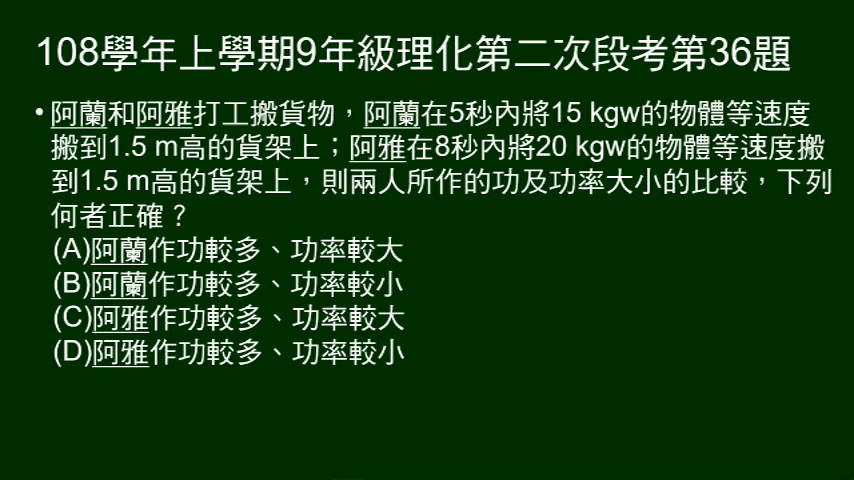 108學年上學期9年級理化第二次段考第36題
•阿蘭和阿雅打工搬貨物，阿蘭在5秒內將15 kgw的物體等速度
搬到1.5 m高的貨架上；阿雅在8秒內將20 kgw的物體等速度搬
到1.5 m高的貨架上，則兩人所作的功及功率大小的比較，下列
何者正確？
(A)阿蘭作功較多、功率較大
(B)阿蘭作功較多、功率較小
(C)阿雅作功較多、功率較大
(D)阿雅作功較多、功率較小